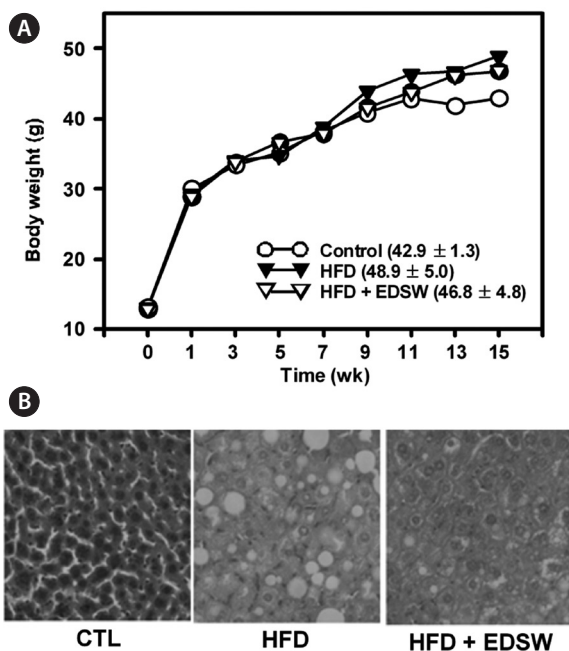 A
50
40
30
20
10
Body weight (g)
Control (42.9 ± 1.3)
HFD (48.9 ± 5.0)
HFD + EDSW (46.8 ± 4.8)
0 1 3 5 7 9 11 13 15
Time (wk)
B
CTL HFD HFD + EDSW